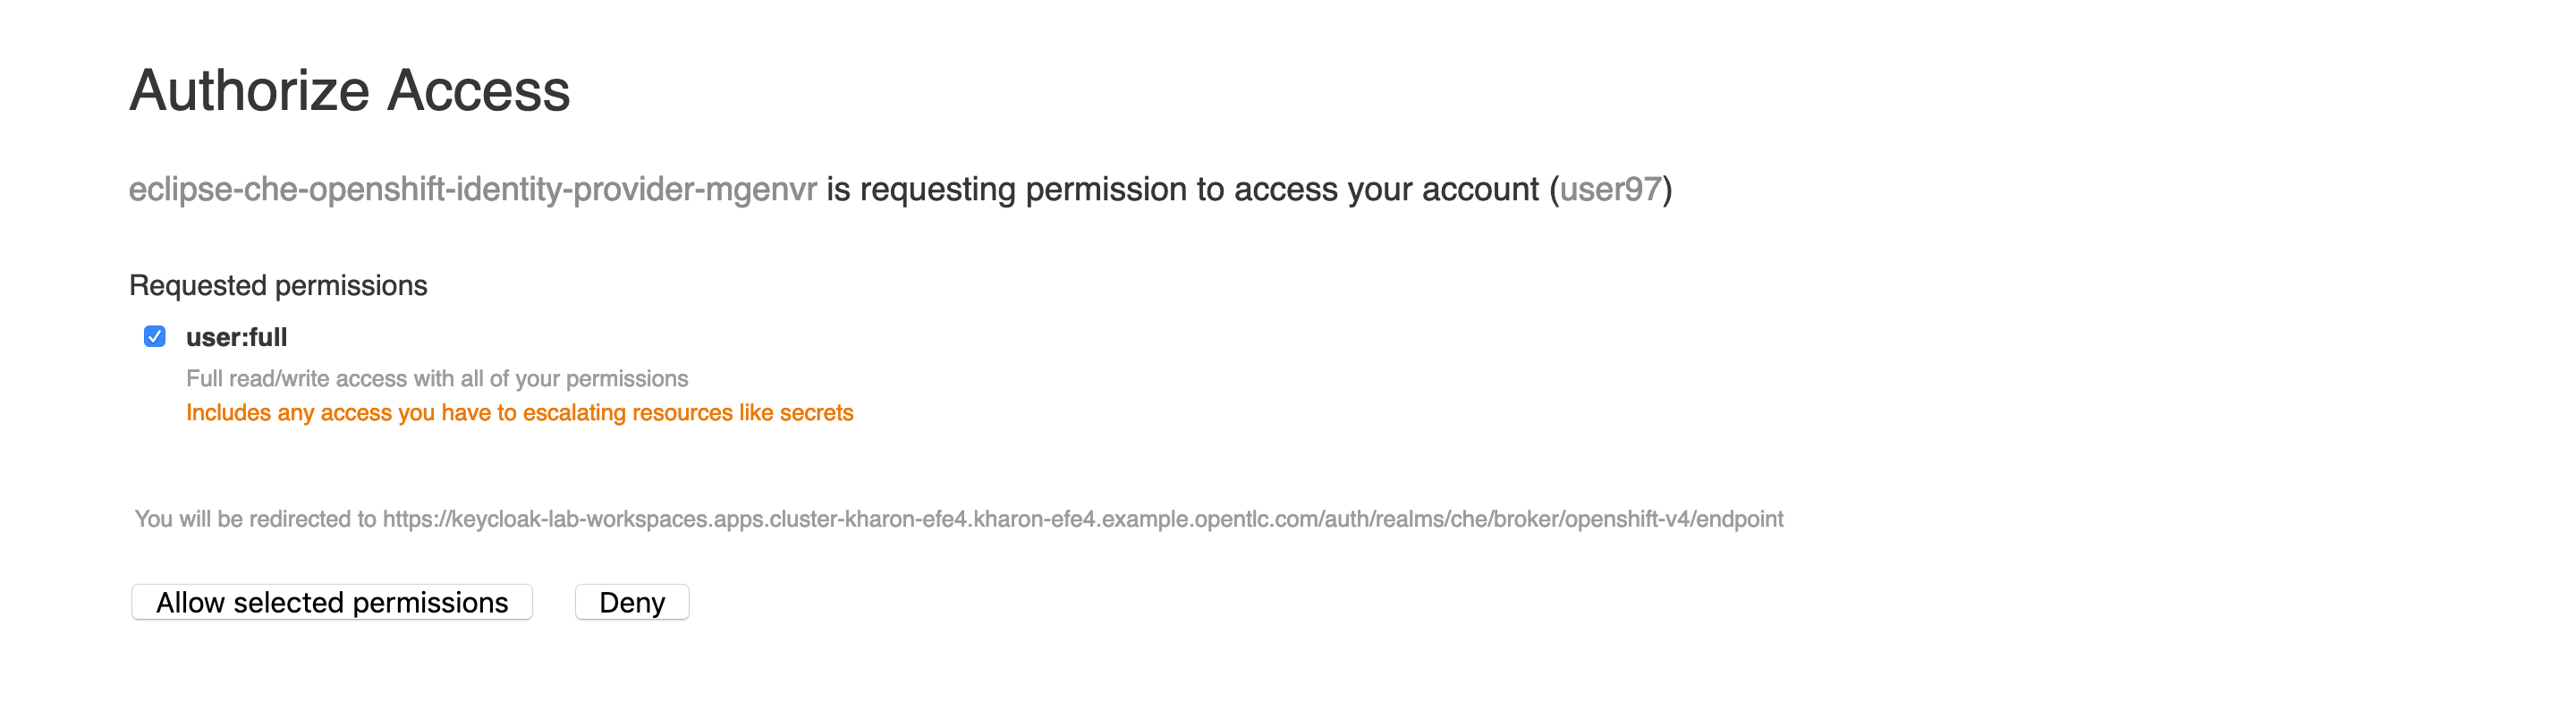 Authorize Access
eclipse-che-openshift-identity-provider-mgenvr is requesting permission to access your account (user97)
Requested permissions
user:full
Full read/write access with all of your permissions
Includes any access you have to escalating resources like secrets
You will be redirected to https://keycloak-lab-workspaces.apps.cluster-kharon-efe4.kharon-efe4.example.opentlc.com/auth/realms/che/broker/openshift-v4/endpoint
Allow selected permissions Deny